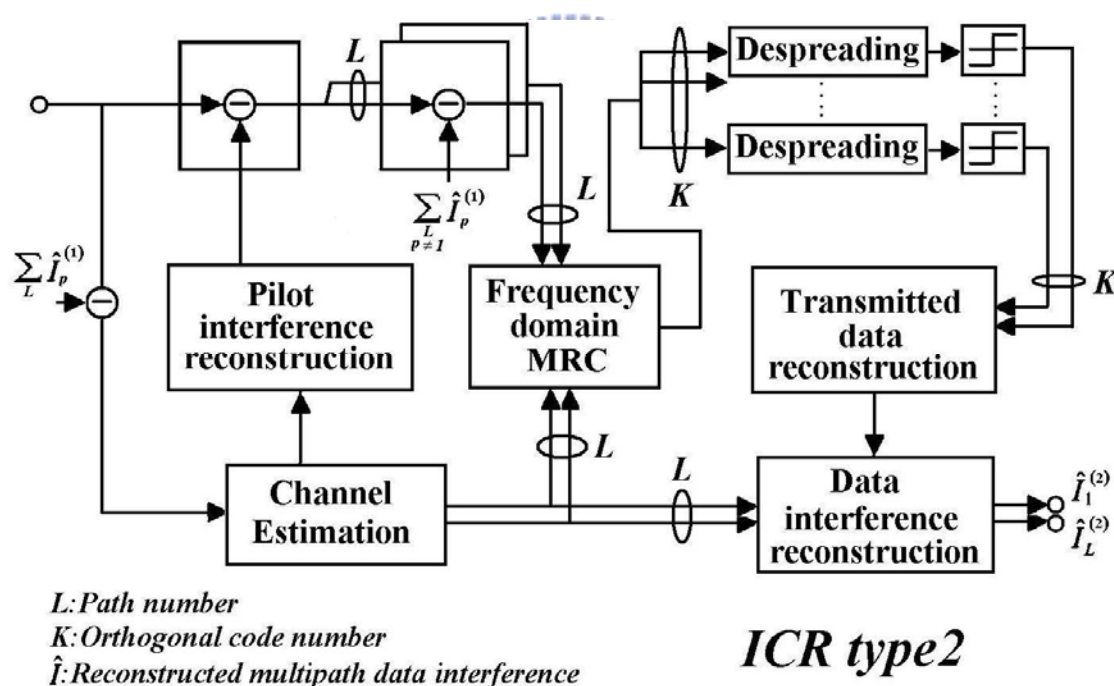 L
Despreading
Despreading
K
∑ Î_p^(1)
L
p≠1
L
∑ Î_p^(1)
L
Pilot
interference
reconstruction
Frequency
domain
MRC
Transmitted
data
reconstruction
K
L
L
Channel
Estimation
Data
interference
reconstruction
Î_1^(2)
Î_L^(2)
L:Path number
K:Orthogonal code number
Î:Reconstructed multipath data interference
ICR type2